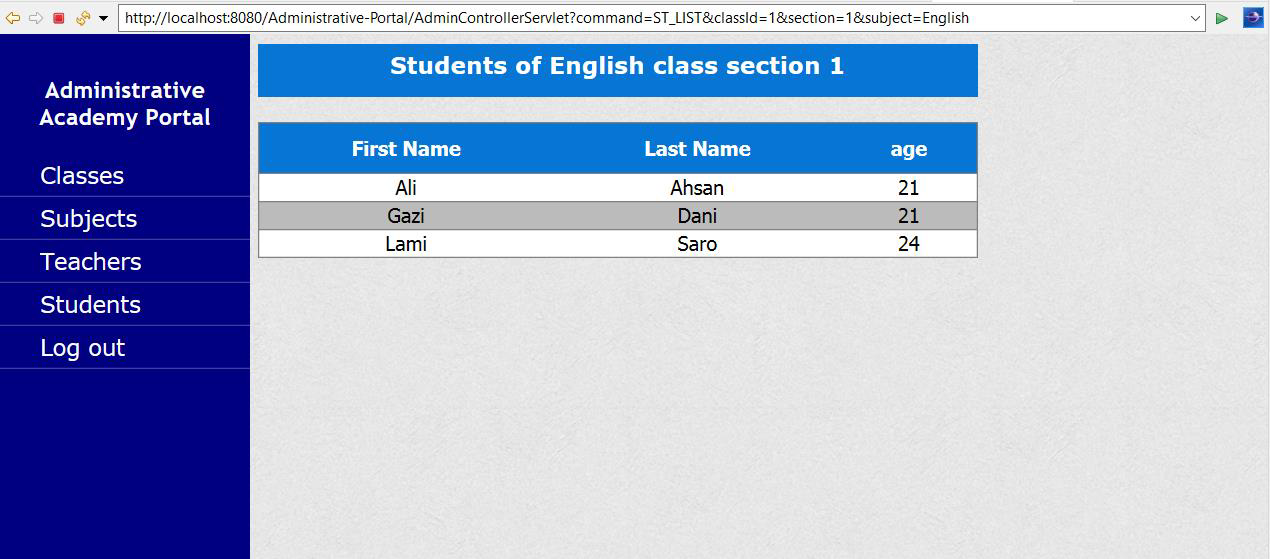 http://localhost:8080/Administrative-Portal/AdminControllerServlet?command=ST_LIST&classId=1&section=1&subject=English
Administrative
Academy Portal
Classes
Subjects
Teachers
Students
Log out
Students of English class section 1
First Name Last Name age
Ali Ahsan 21
Gazi Dani 21
Lami Saro 24